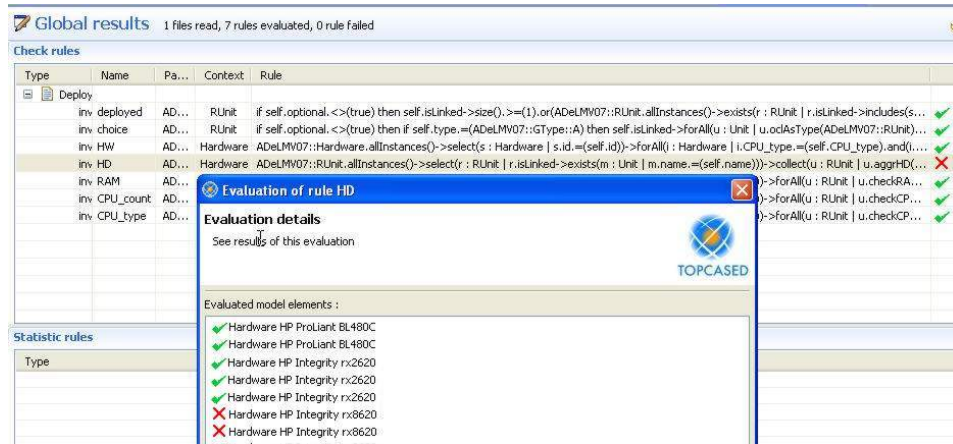 Global results 1 files read, 7 rules evaluated, 0 rule failed
Check rules
Type Name Pa... Context Rule
Deploy
inv deployed AD... RUnit if self.optional.<>(true) then self.isLinked->size().>=(1).or(ADeLMV07::RUnit.allInstances()->exists(r : RUnit | r.isLinked->includes(s...
inv choice AD... RUnit if self.optional.<>(true) then if self.type.=(ADeLMV07::GType::A) then self.isLinked->forAll(u : Unit | u.oclAsType(ADeLMV07::RUnit)...
inv HW AD... Hardware ADeLMV07::Hardware.allInstances()->select(s : Hardware | s.id.=(self.id))->forAll(i : Hardware | i.CPU_type.=(self.CPU_type).and(i....
inv HD AD... Hardware ADeLMV07::RUnit.allInstances()->select(r : RUnit | r.isLinked->exists(m : Unit | m.name.=(self.name)))->collect(u : RUnit | u.aggrHD(...
inv RAM AD... )->forAll(u : RUnit | u.checkRA...
inv CPU_count AD... )->forAll(u : RUnit | u.checkCP...
inv CPU_type AD... )->forAll(u : RUnit | u.checkCP...
Evaluation of rule HD
Evaluation details
See results of this evaluation
TOPCASED
Evaluated model elements :
Hardware HP ProLiant BL480C
Hardware HP ProLiant BL480C
Hardware HP Integrity rx2620
Hardware HP Integrity rx2620
Hardware HP Integrity rx2620
Hardware HP Integrity rx8620
Hardware HP Integrity rx8620
Statistic rules
Type